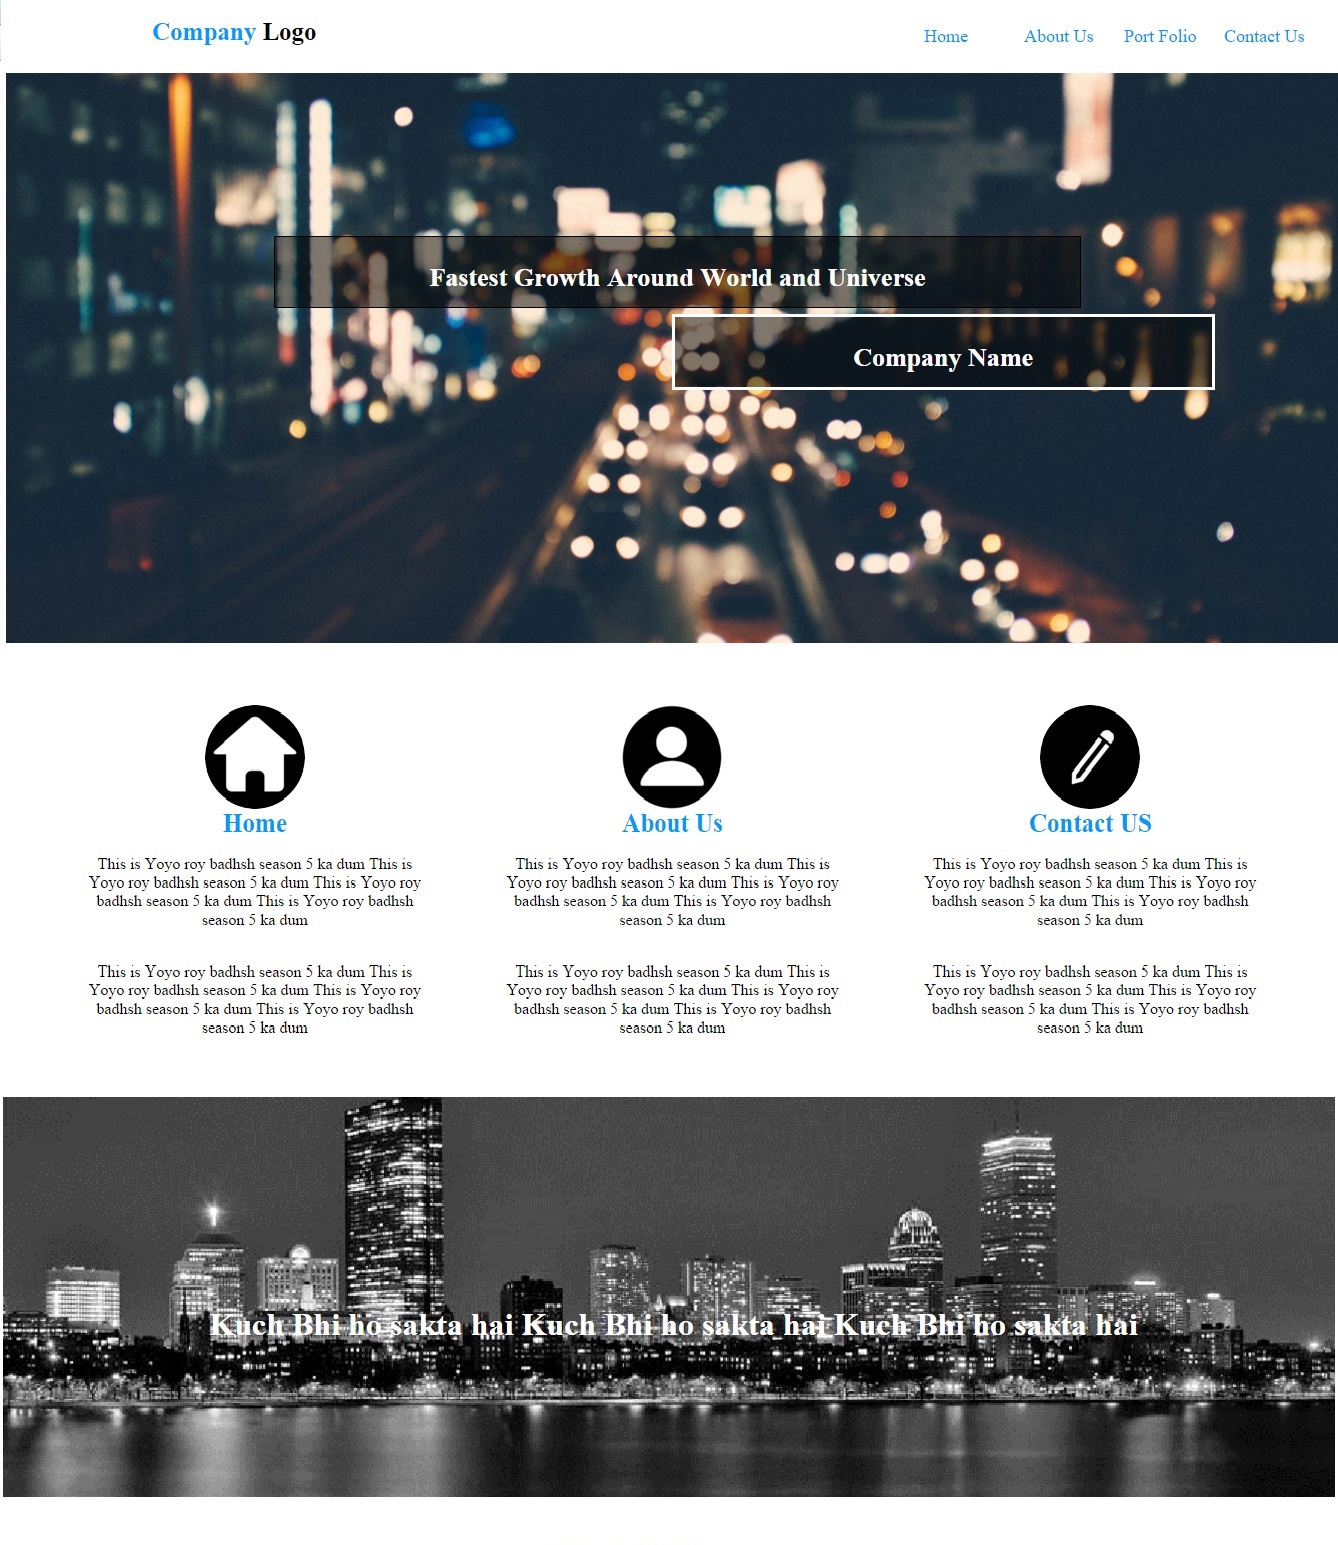 Company Logo
Home About Us Port Folio Contact Us
Fastest Growth Around World and Universe
Company Name
Home
This is Yoyo roy badhsh season 5 ka dum This is
Yoyo roy badhsh season 5 ka dum This is Yoyo roy
badhsh season 5 ka dum This is Yoyo roy badhsh
season 5 ka dum
This is Yoyo roy badhsh season 5 ka dum This is
Yoyo roy badhsh season 5 ka dum This is Yoyo roy
badhsh season 5 ka dum This is Yoyo roy badhsh
season 5 ka dum
About Us
This is Yoyo roy badhsh season 5 ka dum This is
Yoyo roy badhsh season 5 ka dum This is Yoyo roy
badhsh season 5 ka dum This is Yoyo roy badhsh
season 5 ka dum
This is Yoyo roy badhsh season 5 ka dum This is
Yoyo roy badhsh season 5 ka dum This is Yoyo roy
badhsh season 5 ka dum This is Yoyo roy badhsh
season 5 ka dum
Contact US
This is Yoyo roy badhsh season 5 ka dum This is
Yoyo roy badhsh season 5 ka dum This is Yoyo roy
badhsh season 5 ka dum This is Yoyo roy badhsh
season 5 ka dum
This is Yoyo roy badhsh season 5 ka dum This is
Yoyo roy badhsh season 5 ka dum This is Yoyo roy
badhsh season 5 ka dum This is Yoyo roy badhsh
season 5 ka dum
Kuch Bhi ho sakta hai Kuch Bhi ho sakta hai Kuch Bhi ho sakta hai